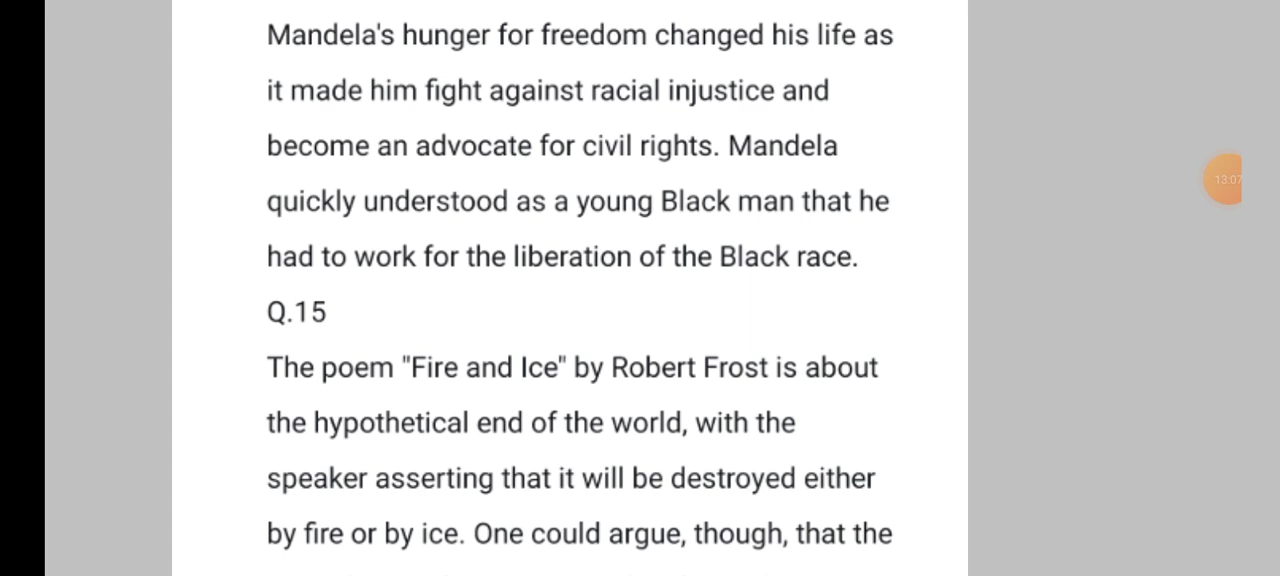 Mandela's hunger for freedom changed his life as
it made him fight against racial injustice and
become an advocate for civil rights. Mandela
quickly understood as a young Black man that he
had to work for the liberation of the Black race.
Q.15
The poem "Fire and Ice" by Robert Frost is about
the hypothetical end of the world, with the
speaker asserting that it will be destroyed either
by fire or by ice. One could argue, though, that the
13:07